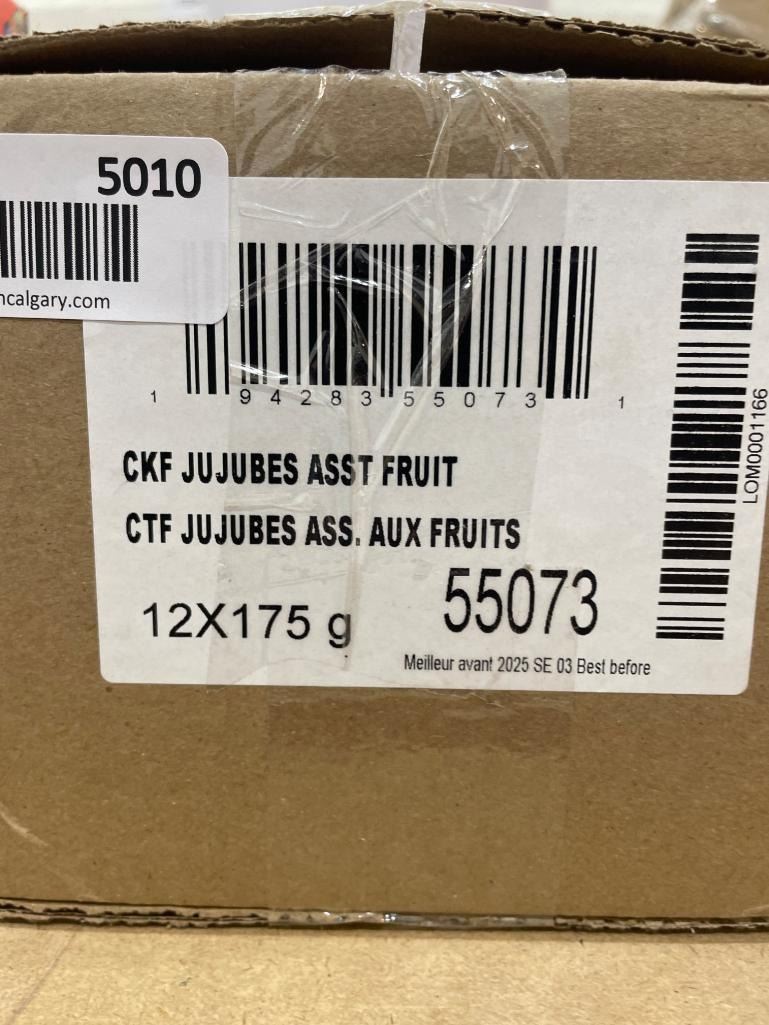 5010
ncalgary.com
1 94283 55073 1
LOM0001166
CKF JUJUBES ASST FRUIT
CTF JUJUBES ASS. AUX FRUITS
12X175 g
55073
Meilleur avant 2025 SE 03 Best before